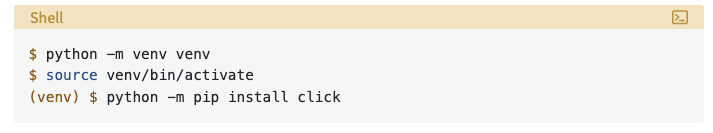 Shell
$ python -m venv venv
$ source venv/bin/activate
(venv) $ python -m pip install click